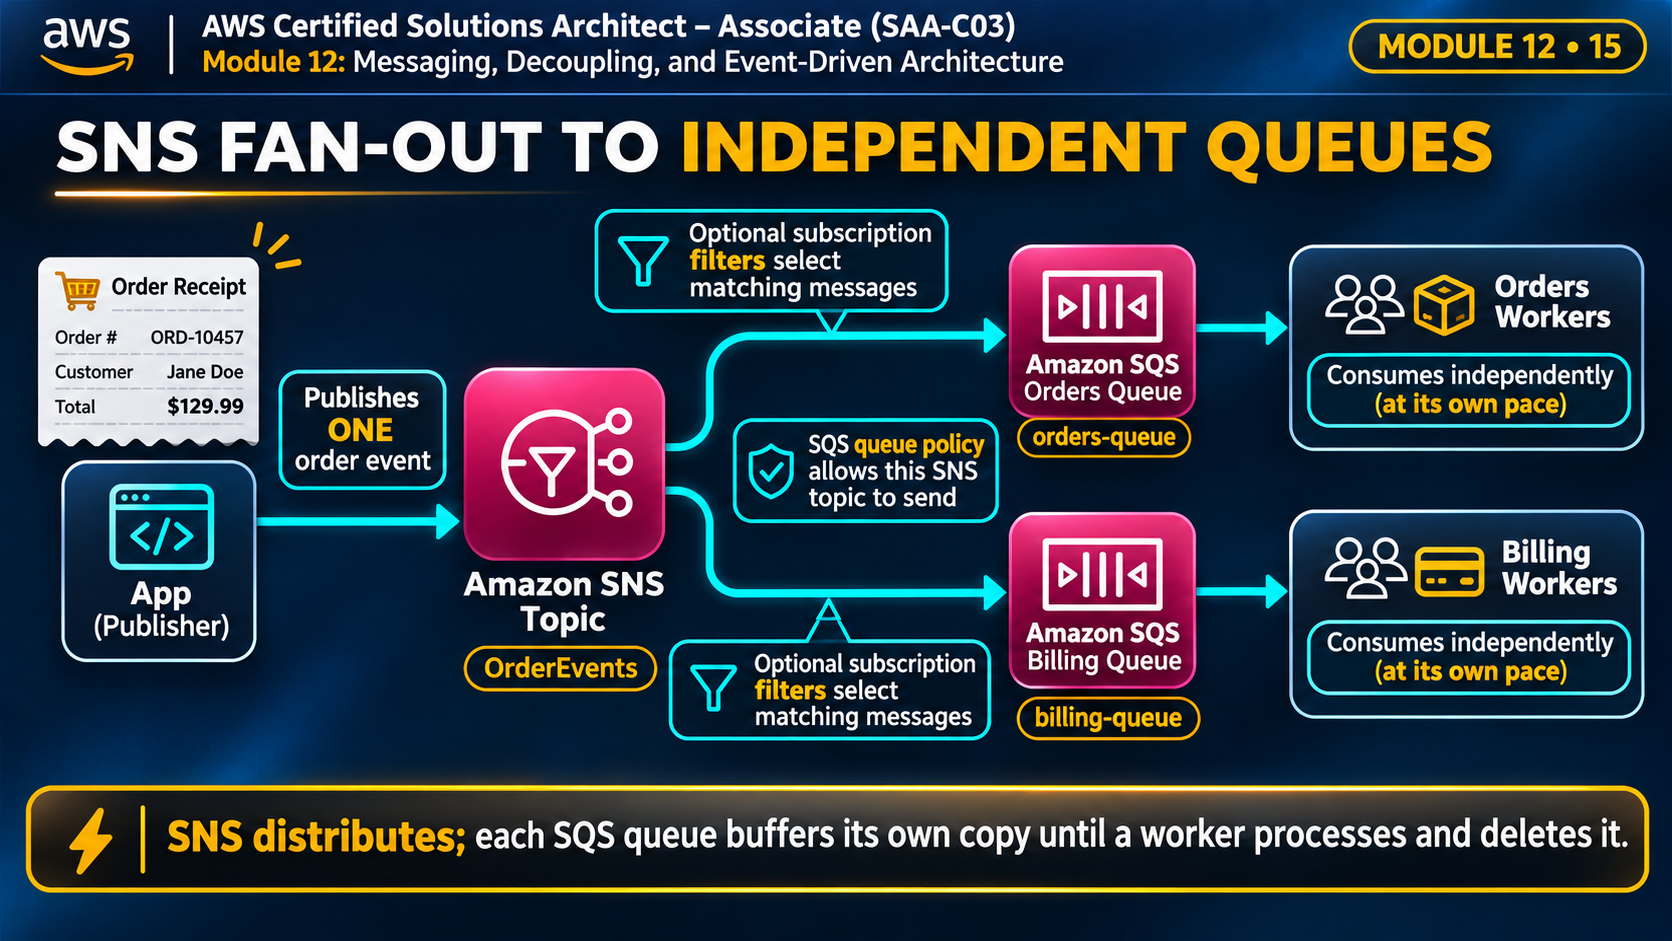 aws
AWS Certified Solutions Architect – Associate (SAA-C03)
Module 12: Messaging, Decoupling, and Event-Driven Architecture
MODULE 12 • 15
SNS FAN-OUT TO INDEPENDENT QUEUES
Order Receipt
Order # ORD-10457
Customer Jane Doe
Total $129.99
App
(Publisher)
Publishes
ONE
order event
Amazon SNS
Topic
OrderEvents
Optional subscription
filters select
matching messages
SQS queue policy
allows this SNS
topic to send
Optional subscription
filters select
matching messages
Amazon SQS
Orders Queue
orders-queue
Amazon SQS
Billing Queue
billing-queue
Orders
Workers
Consumes independently
(at its own pace)
Billing
Workers
Consumes independently
(at its own pace)
SNS distributes; each SQS queue buffers its own copy until a worker processes and deletes it.